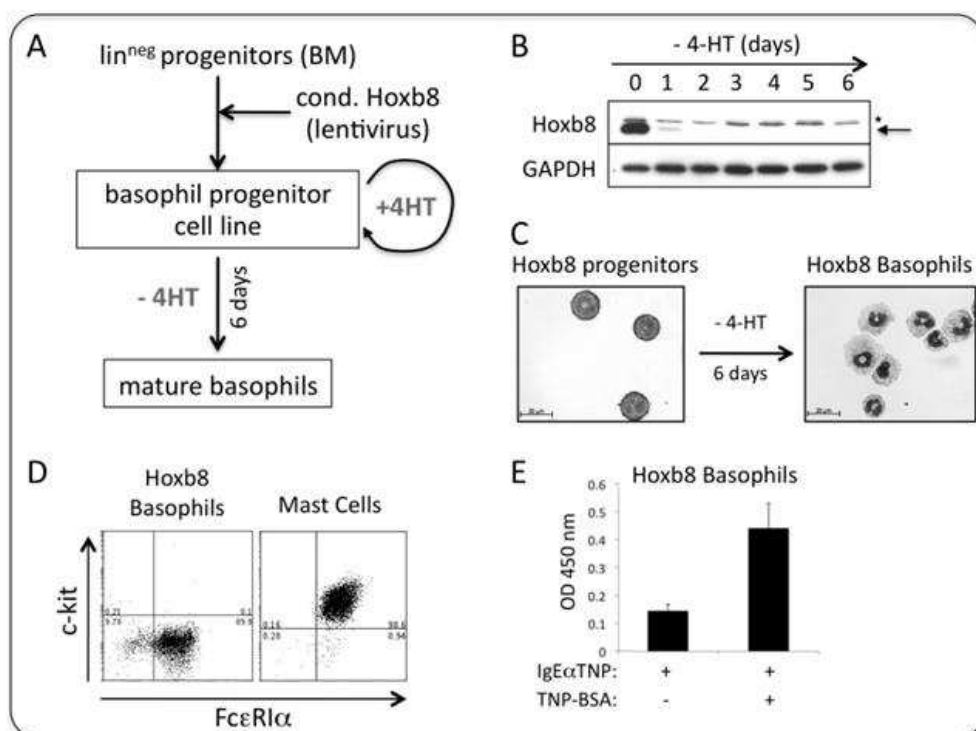 A
lin^neg progenitors (BM)
cond. Hoxb8
(lentivirus)
basophil progenitor
cell line
+4HT
- 4HT
6 days
mature basophils
B
- 4-HT (days)
0 1 2 3 4 5 6
Hoxb8
*
GAPDH
C
Hoxb8 progenitors
Hoxb8 Basophils
- 4-HT
6 days
D
Hoxb8
Basophils
Mast Cells
c-kit
FcεRIα
E
Hoxb8 Basophils
OD 450 nm
0.6
0.5
0.4
0.3
0.2
0.1
0
IgEαTNP: + +
TNP-BSA: - +